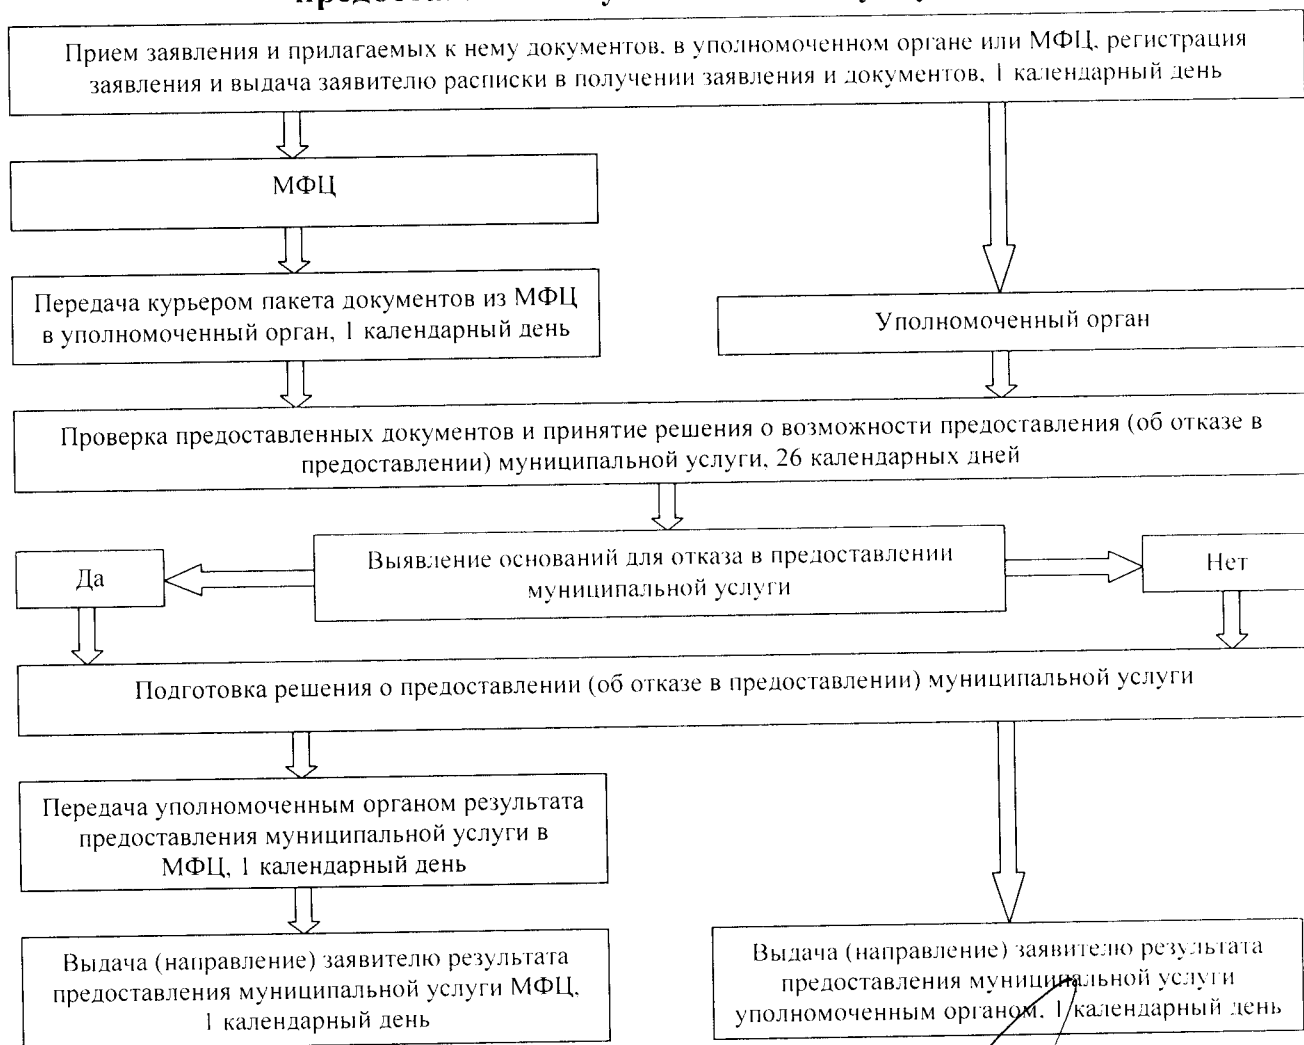 Прием заявления и прилагаемых к нему документов, в уполномоченном органе или МФЦ, регистрация
заявления и выдача заявителю расписки в получении заявления и документов, 1 календарный день
МФЦ
Передача курьером пакета документов из МФЦ
в уполномоченный орган, 1 календарный день
Уполномоченный орган
Проверка предоставленных документов и принятие решения о возможности предоставления (об отказе в
предоставлении) муниципальной услуги, 26 календарных дней
Выявление оснований для отказа в предоставлении
муниципальной услуги
Да
Нет
Подготовка решения о предоставлении (об отказе в предоставлении) муниципальной услуги
Передача уполномоченным органом результата
предоставления муниципальной услуги в
МФЦ, 1 календарный день
Выдача (направление) заявителю результата
предоставления муниципальной услуги МФЦ,
1 календарный день
Выдача (направление) заявителю результата
предоставления муниципальной услуги
уполномоченным органом, 1 календарный день